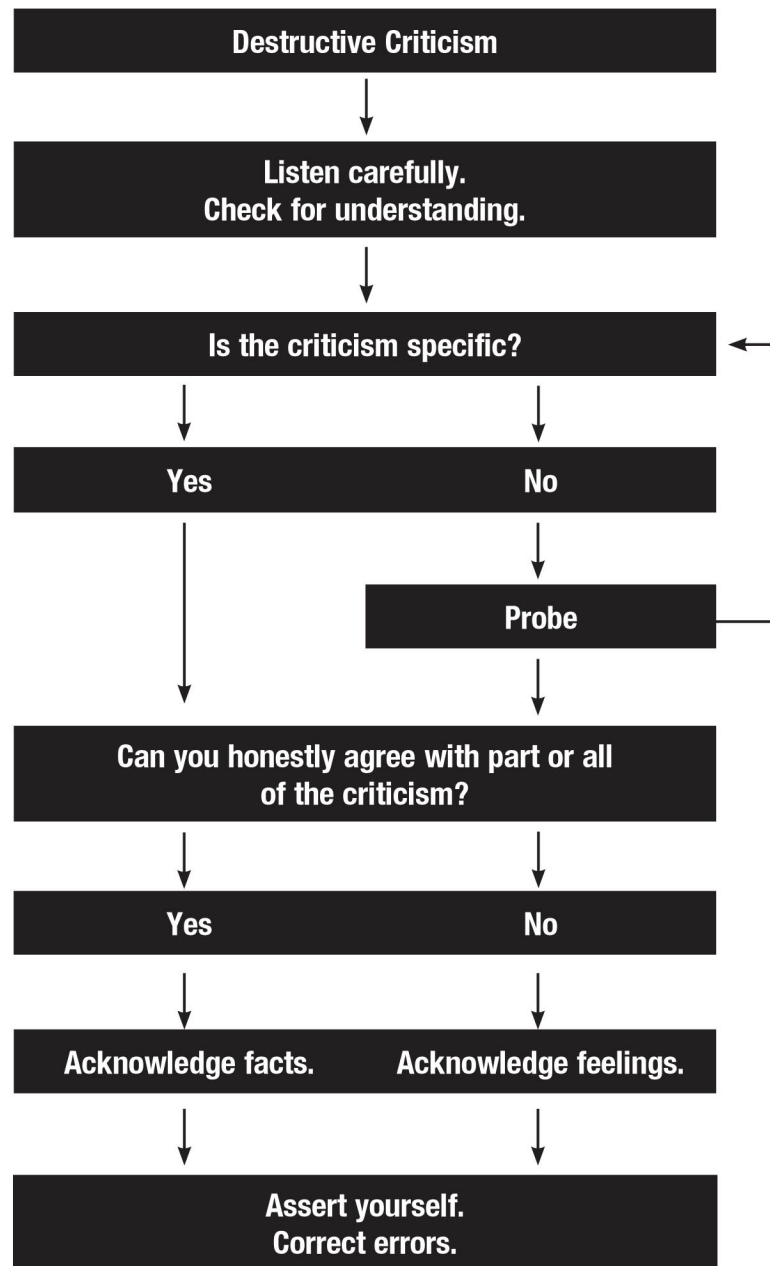 Destructive Criticism
Listen carefully.
Check for understanding.
Is the criticism specific?
Yes
No
Probe
Can you honestly agree with part or all
of the criticism?
Yes
No
Acknowledge facts.
Acknowledge feelings.
Assert yourself.
Correct errors.